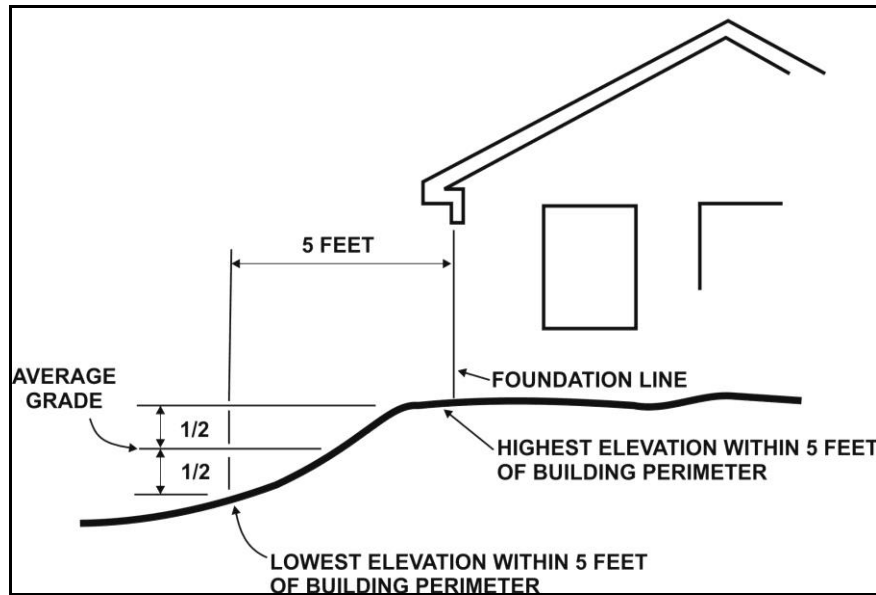 5 FEET
AVERAGE
GRADE
1/2
1/2
FOUNDATION LINE
HIGHEST ELEVATION WITHIN 5 FEET
OF BUILDING PERIMETER
LOWEST ELEVATION WITHIN 5 FEET
OF BUILDING PERIMETER